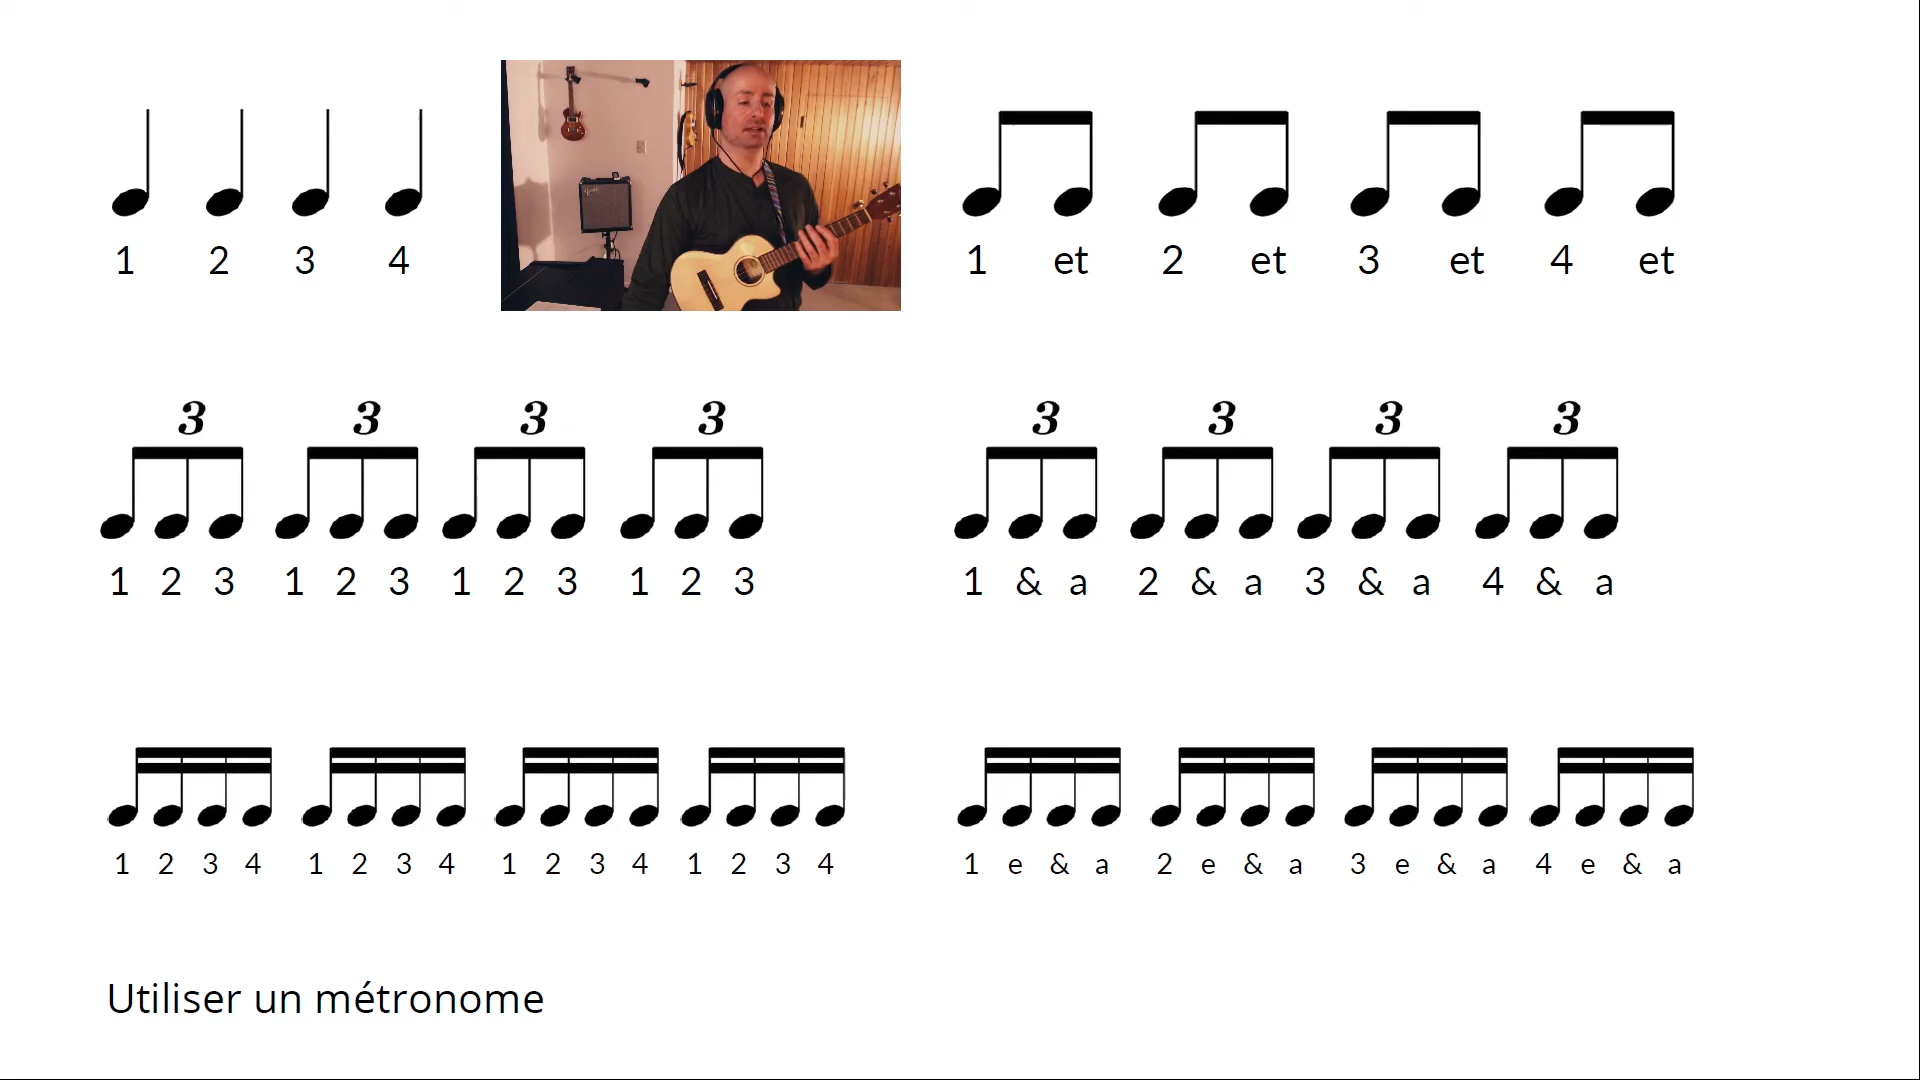 1 2 3 4
1 et 2 et 3 et 4 et
3 3 3 3
3 3 3 3
1 2 3 1 2 3 1 2 3 1 2 3
1 & a 2 & a 3 & a 4 & a
1 2 3 4 1 2 3 4 1 2 3 4 1 2 3 4
1 e & a 2 e & a 3 e & a 4 e & a
Utiliser un métronome